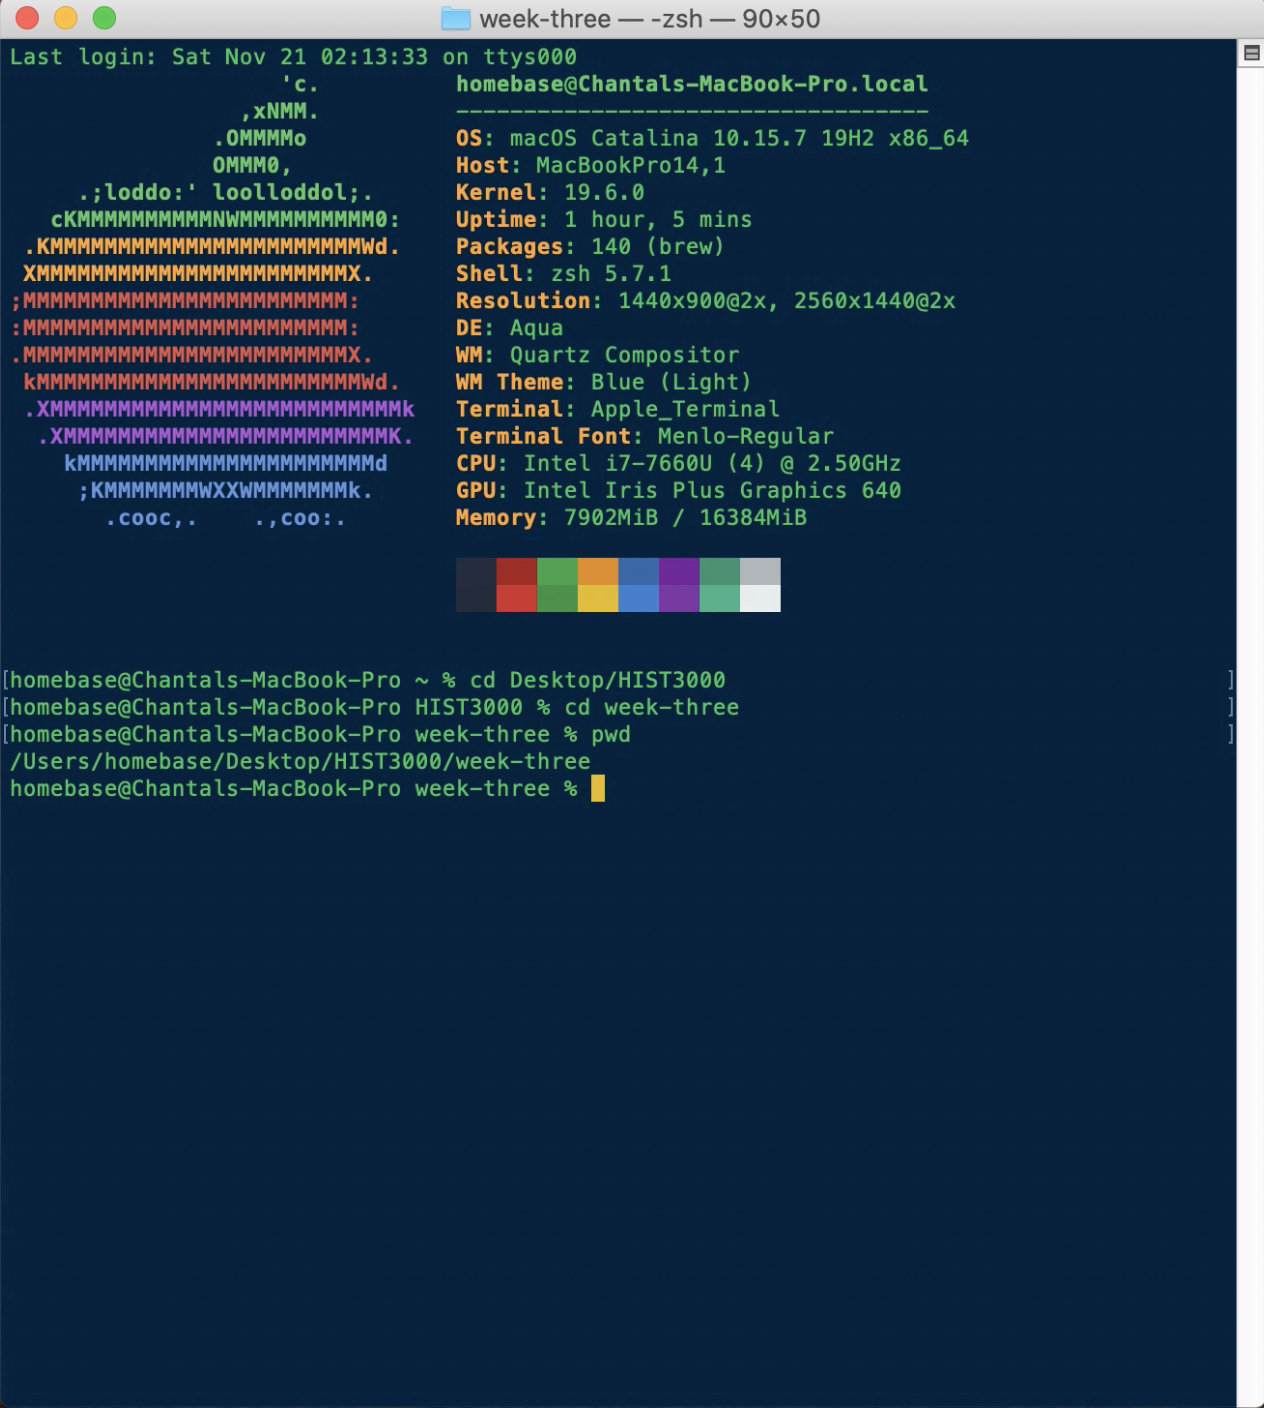 week-three — -zsh — 90×50
Last login: Sat Nov 21 02:13:33 on ttys000
'c. homebase@Chantals-MacBook-Pro.local
,xNMM. -----------------------------------
.OMMMMo OS: macOS Catalina 10.15.7 19H2 x86_64
OMMM0, Host: MacBookPro14,1
.;loddo:' loolloddol;. Kernel: 19.6.0
cKMMMMMMMMMMNWMMMMMMMMMM0: Uptime: 1 hour, 5 mins
.KMMMMMMMMMMMMMMMMMMMMMMMWd. Packages: 140 (brew)
XMMMMMMMMMMMMMMMMMMMMMMMX. Shell: zsh 5.7.1
;MMMMMMMMMMMMMMMMMMMMMMMM: Resolution: 1440x900@2x, 2560x1440@2x
:MMMMMMMMMMMMMMMMMMMMMMMM: DE: Aqua
.MMMMMMMMMMMMMMMMMMMMMMMMX. WM: Quartz Compositor
kMMMMMMMMMMMMMMMMMMMMMMMMWd. WM Theme: Blue (Light)
.XMMMMMMMMMMMMMMMMMMMMMMMMMMk Terminal: Apple_Terminal
.XMMMMMMMMMMMMMMMMMMMMMMMMK. Terminal Font: Menlo-Regular
kMMMMMMMMMMMMMMMMMMMMMMd CPU: Intel i7-7660U (4) @ 2.50GHz
;KMMMMMMMWXXWMMMMMMMk. GPU: Intel Iris Plus Graphics 640
.cooc,. .,coo:. Memory: 7902MiB / 16384MiB
[homebase@Chantals-MacBook-Pro ~ % cd Desktop/HIST3000 ]
[homebase@Chantals-MacBook-Pro HIST3000 % cd week-three ]
[homebase@Chantals-MacBook-Pro week-three % pwd ]
/Users/homebase/Desktop/HIST3000/week-three
homebase@Chantals-MacBook-Pro week-three %